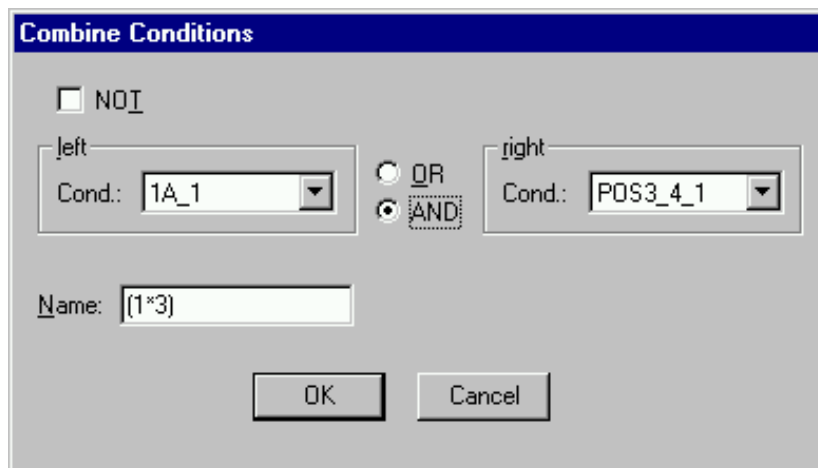 Combine Conditions
NOT
left
right
Cond.: 1A_1
OR
AND
Cond.: POS3_4_1
Name: (1*3)
OK
Cancel